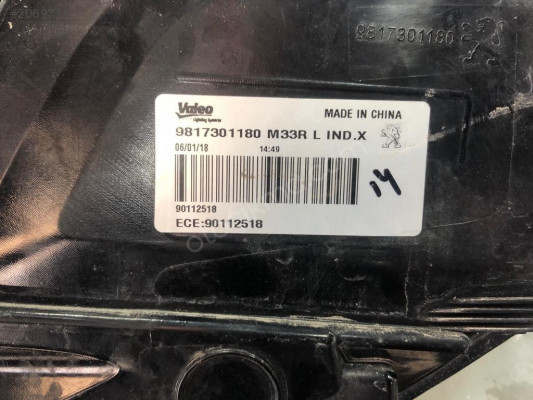 9817301180
Valeo
Lighting Systems
MADE IN CHINA
9817301180 M33R L IND.X
06/01/18 14:49
14
90112518
ECE:90112518